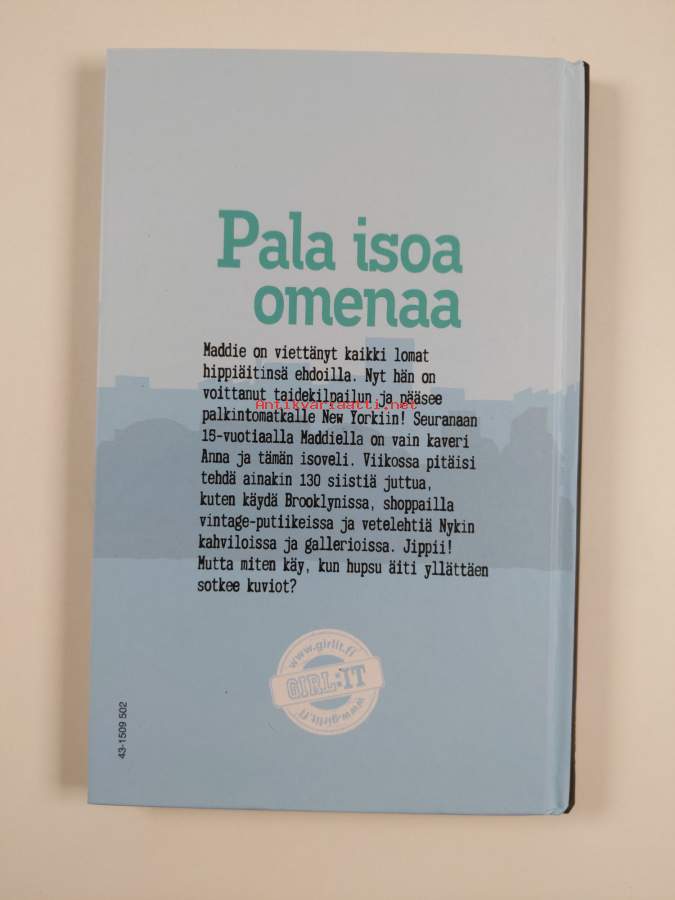 Pala isoa
omenaa
Maddie on viettänyt kaikki lomat
hippiäitinsä ehdoilla. Nyt hän on
voittanut taidekilpailun ja pääsee
Antikvariaatti.net
palkintomatkalle New Yorkiin! Seuranaan
15-vuotiaalla Maddiella on vain kaveri
Anna ja tämän isoveli. Viikossa pitäisi
tehdä ainakin 130 siistiä juttua,
kuten käydä Brooklynissa, shoppailla
vintage-putiikeissa ja vetelehtiä Nykin
kahviloissa ja gallerioissa. Jippii!
Mutta miten käy, kun hupsu äiti yllättäen
sotkee kuviot?
www.girlit.fi
GIRL:IT
www.girlit.fi
43-1509 502